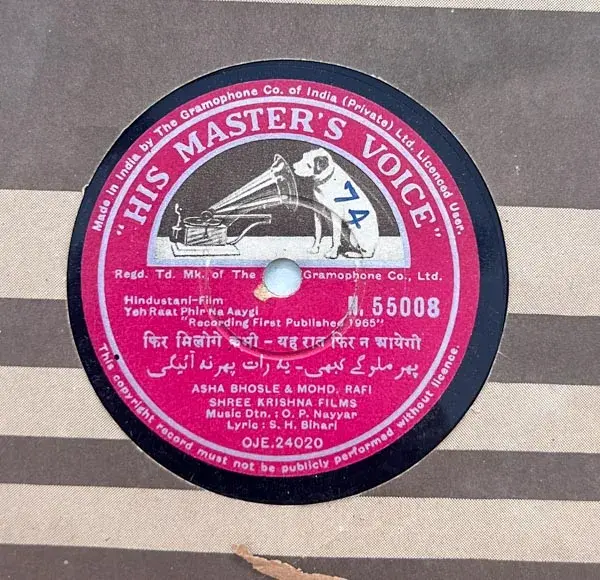 Made in India by The Gramophone Co. of India (Private) Ltd. Licenced User.
"HIS MASTER'S VOICE"
74
Regd. Td. Mk. of The Gramophone Co., Ltd.
Hindustani-Film
Yeh Raat Phir Na Aaygi
N. 55008
"Recording First Published 1965"
फिर मिलोगे कभी - यह रात फिर न आयेगी
پھر ملو گے کبھی - یہ رات پھر نہ آئیگی
ASHA BHOSLE & MOHD. RAFI
SHREE KRISHNA FILMS
Music Dtn. : O. P. Nayyar
Lyric : S. H. Bihari
OJE.24020
This copyright record must not be publicly performed without licence.